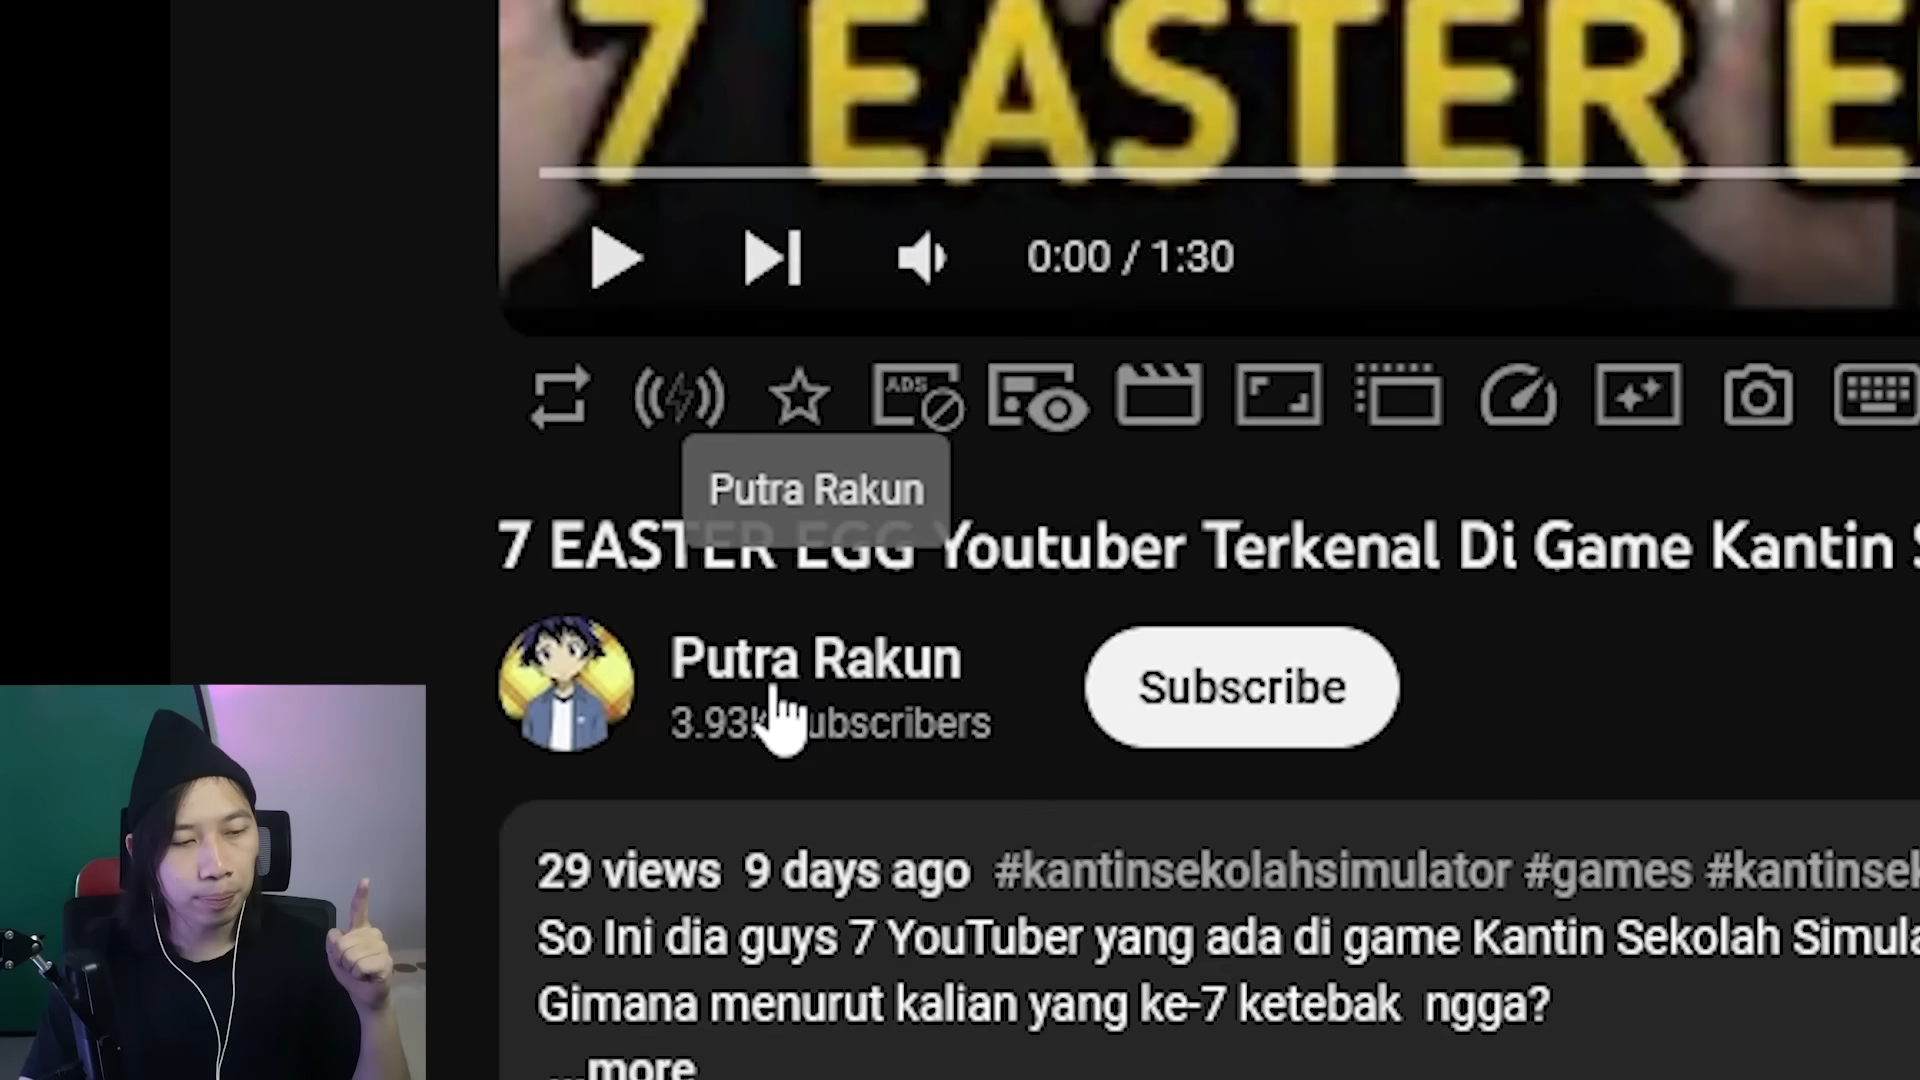 7 EASTER E
0:00 / 1:30
ADS
Putra Rakun
7 EASTER EGG Youtuber Terkenal Di Game Kantin
Putra Rakun
3.93k subscribers
Subscribe
29 views 9 days ago #kantinsekolahsimulator #games #kantinsek
So Ini dia guys 7 YouTuber yang ada di game Kantin Sekolah Simula
Gimana menurut kalian yang ke-7 ketebak ngga?
...more